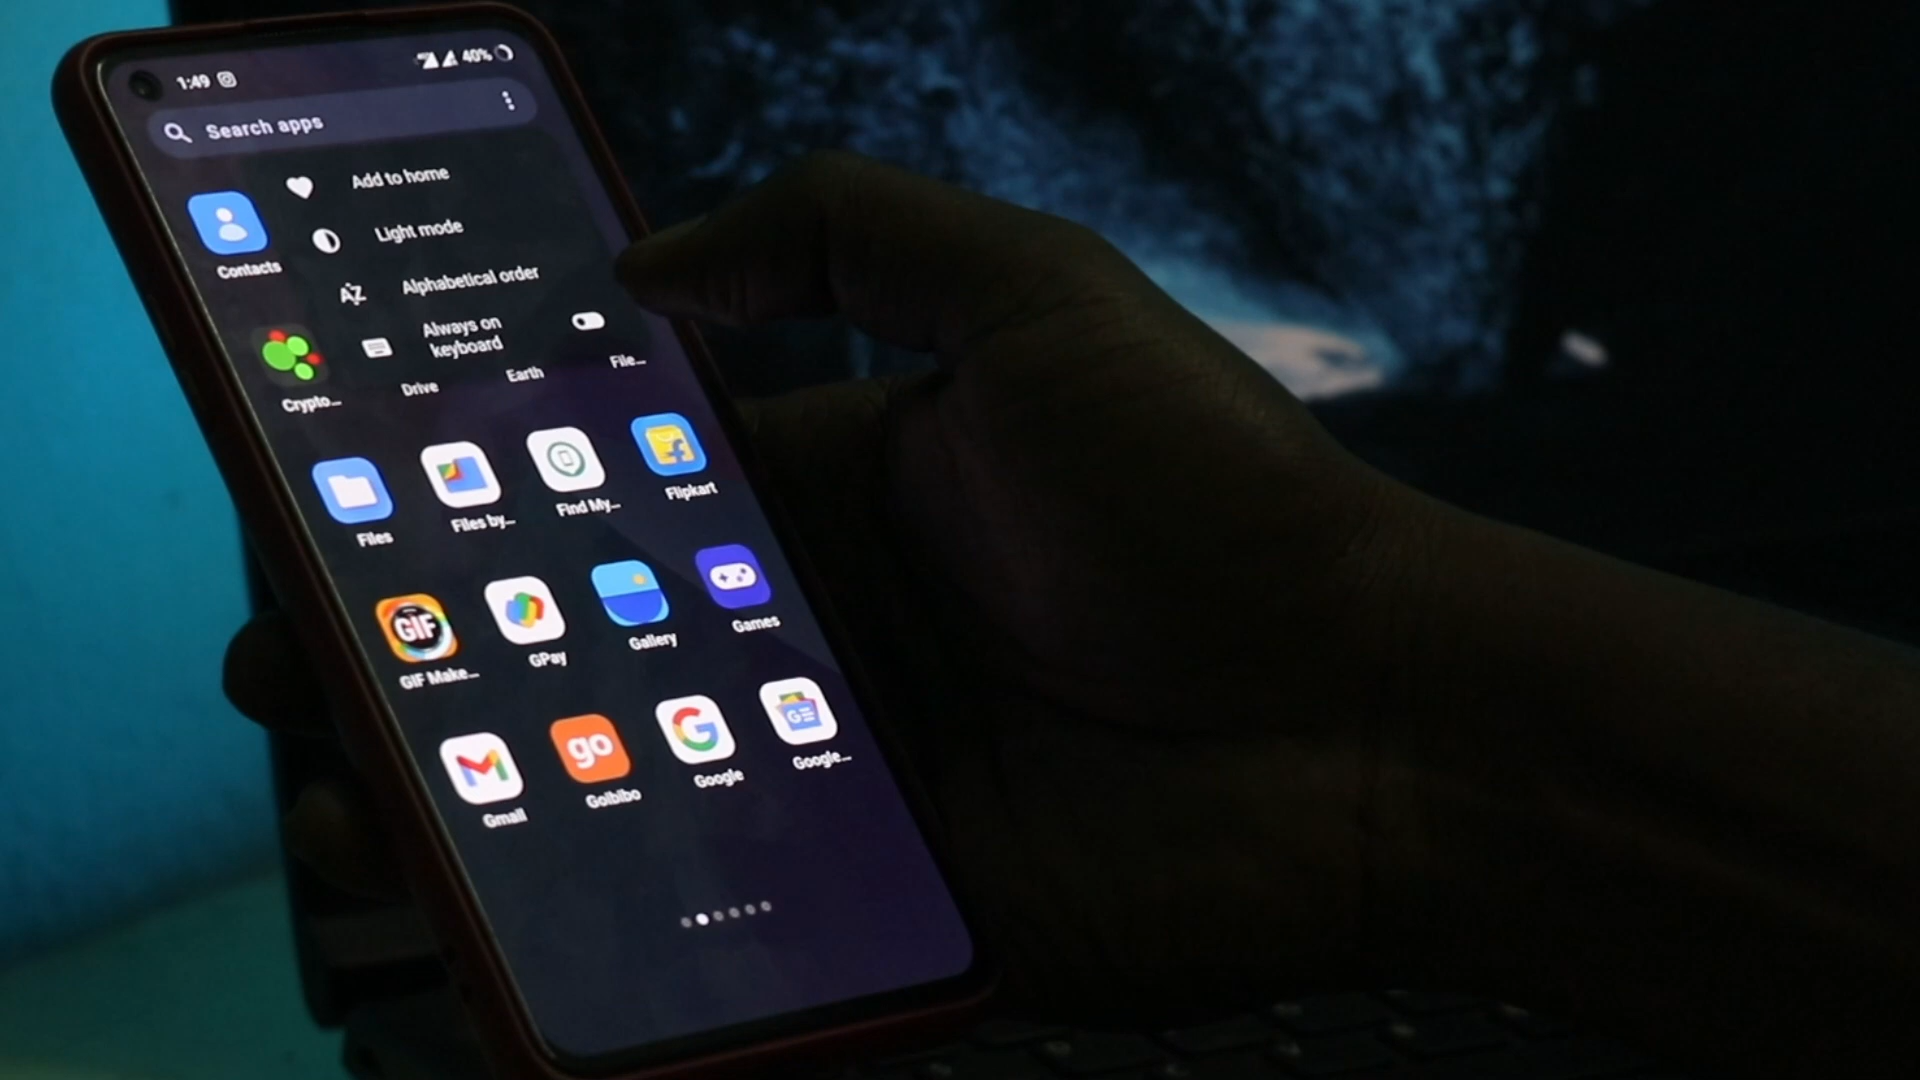 1:49
40%
Search apps
Add to home
Light mode
Alphabetical order
Always on
keyboard
Contacts
Crypto...
Drive
Earth
File...
Files
Files by...
Find My...
Flipkart
GIF
GIF Make...
GPay
Gallery
Games
go
Gmail
Goibibo
Google
Google...